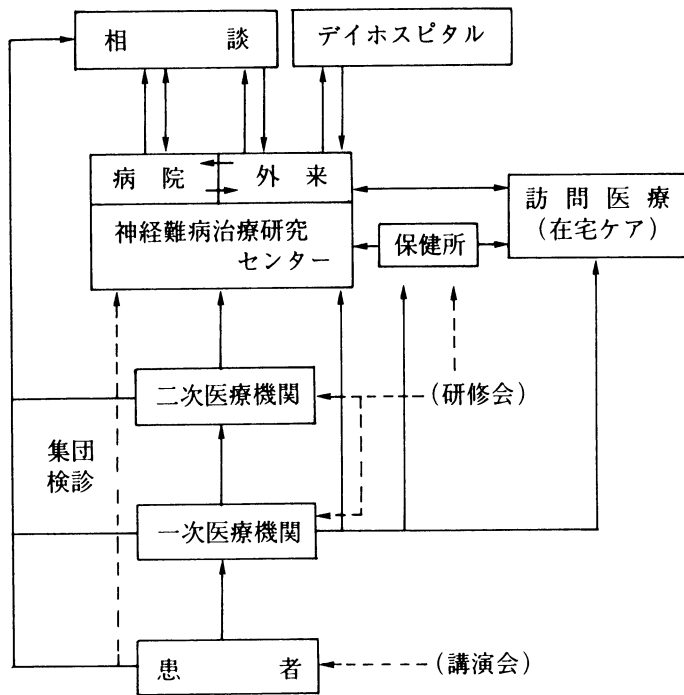 相談
デイホスピタル
病院
外来
神経難病治療研究
センター
保健所
訪問医療
(在宅ケア)
二次医療機関
(研修会)
集団
検診
一次医療機関
患者
(講演会)